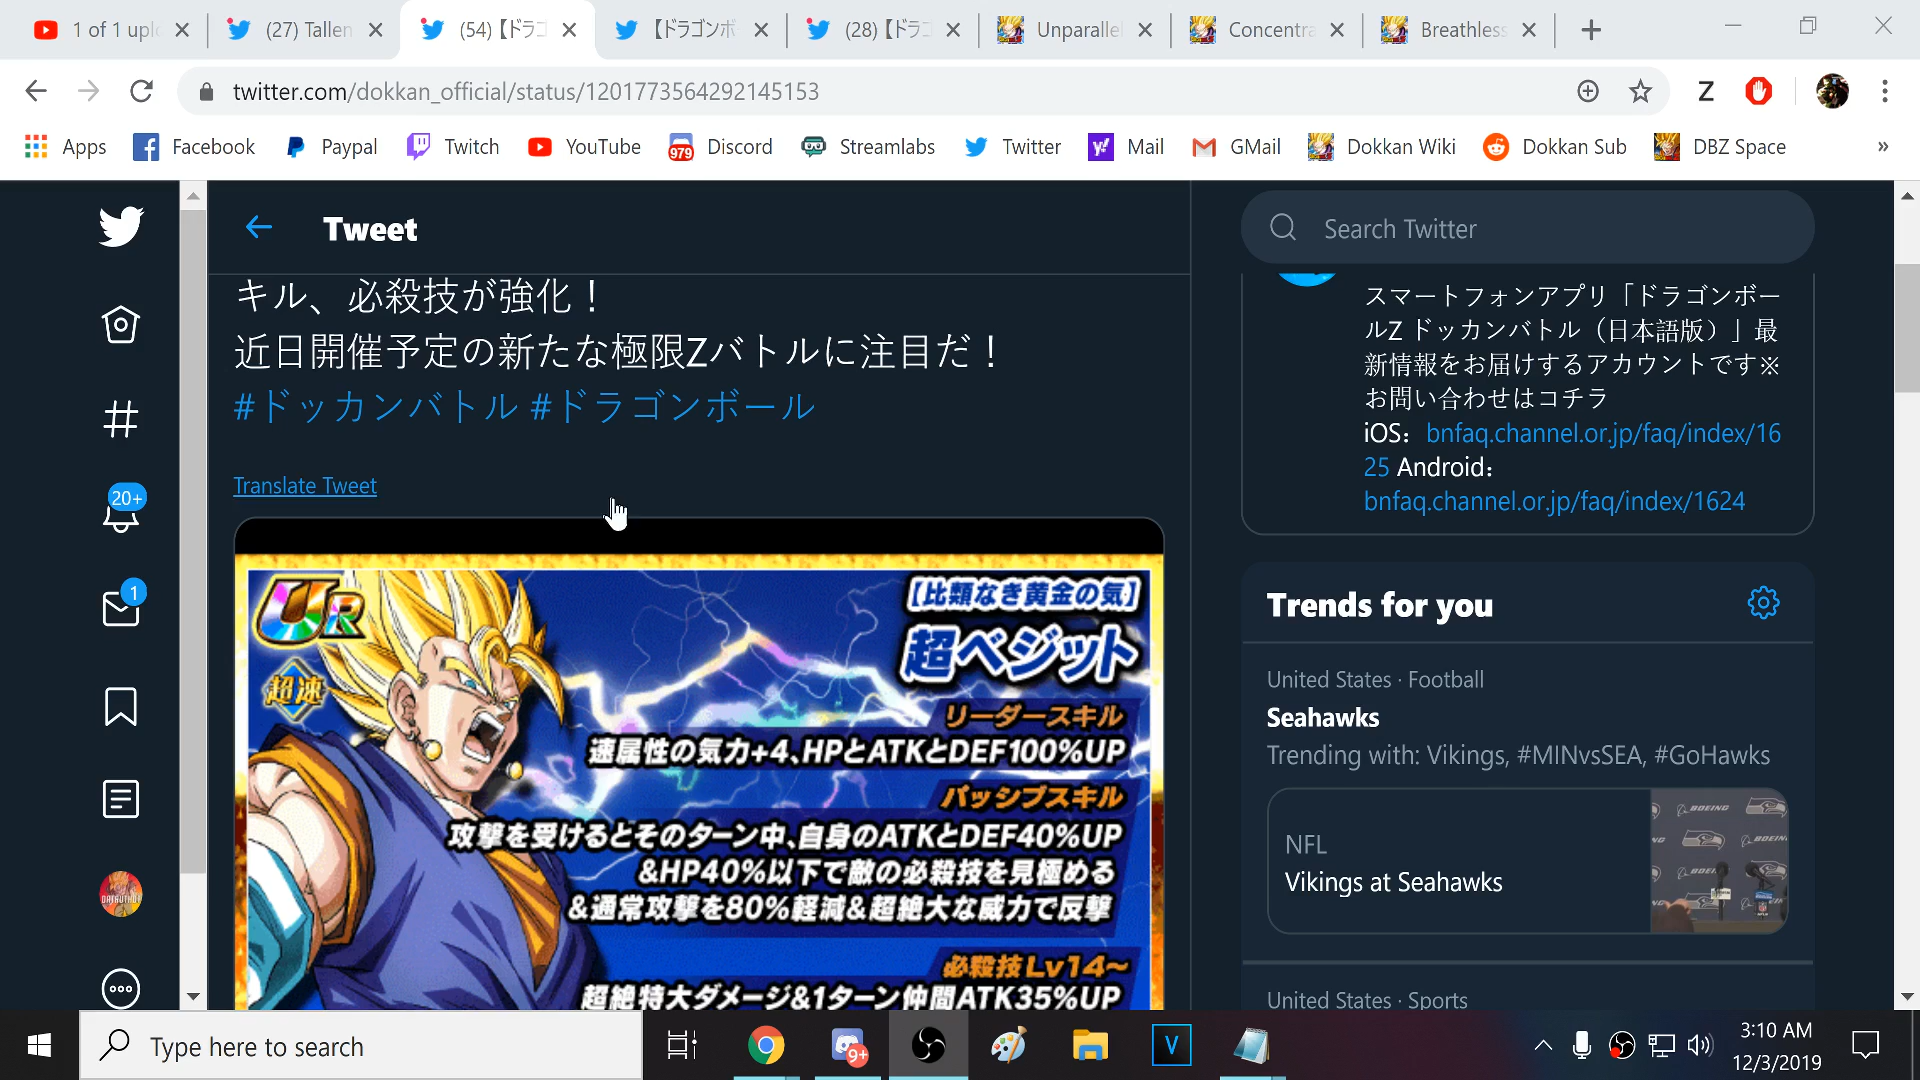 1 of 1 upl
(27) Tallen
(54)【ドラゴ
【ドラゴンボ
(28)【ドラ
Unparalle
Concentra
Breathless
twitter.com/dokkan_official/status/1201773564292145153
Z
Apps
Facebook
Paypal
Twitch
979
YouTube
Discord
Streamlabs
Twitter
Mail
GMail
Dokkan Wiki
Dokkan Sub
DBZ Space
»
Tweet
Search Twitter
キル、必殺技が強化！
近日開催予定の新たな極限Zバトルに注目だ！
#ドッカンバトル #ドラゴンボール
Translate Tweet
スマートフォンアプリ「ドラゴンボー
ルZ ドッカンバトル（日本語版）」最
新情報をお届けするアカウントです※
お問い合わせはコチラ
iOS：bnfaq.channel.or.jp/faq/index/16
25 Android：
bnfaq.channel.or.jp/faq/index/1624
20+
1
UR
超速
【比類なき黄金の気】
超ベジット
リーダースキル
速属性の気力+4、HPとATKとDEF100%UP
パッシブスキル
攻撃を受けるとそのターン中、自身のATKとDEF40%UP
&HP40%以下で敵の必殺技を見極める
&通常攻撃を80%軽減&超絶大な威力で反撃
必殺技Lv14~
超絶特大ダメージ&1ターン仲間ATK35%UP
Trends for you
United States · Football
Seahawks
Trending with: Vikings, #MINvsSEA, #GoHawks
NFL
Vikings at Seahawks
BOEING
United States · Sports
Type here to search
9+
V
3:10 AM
12/3/2019